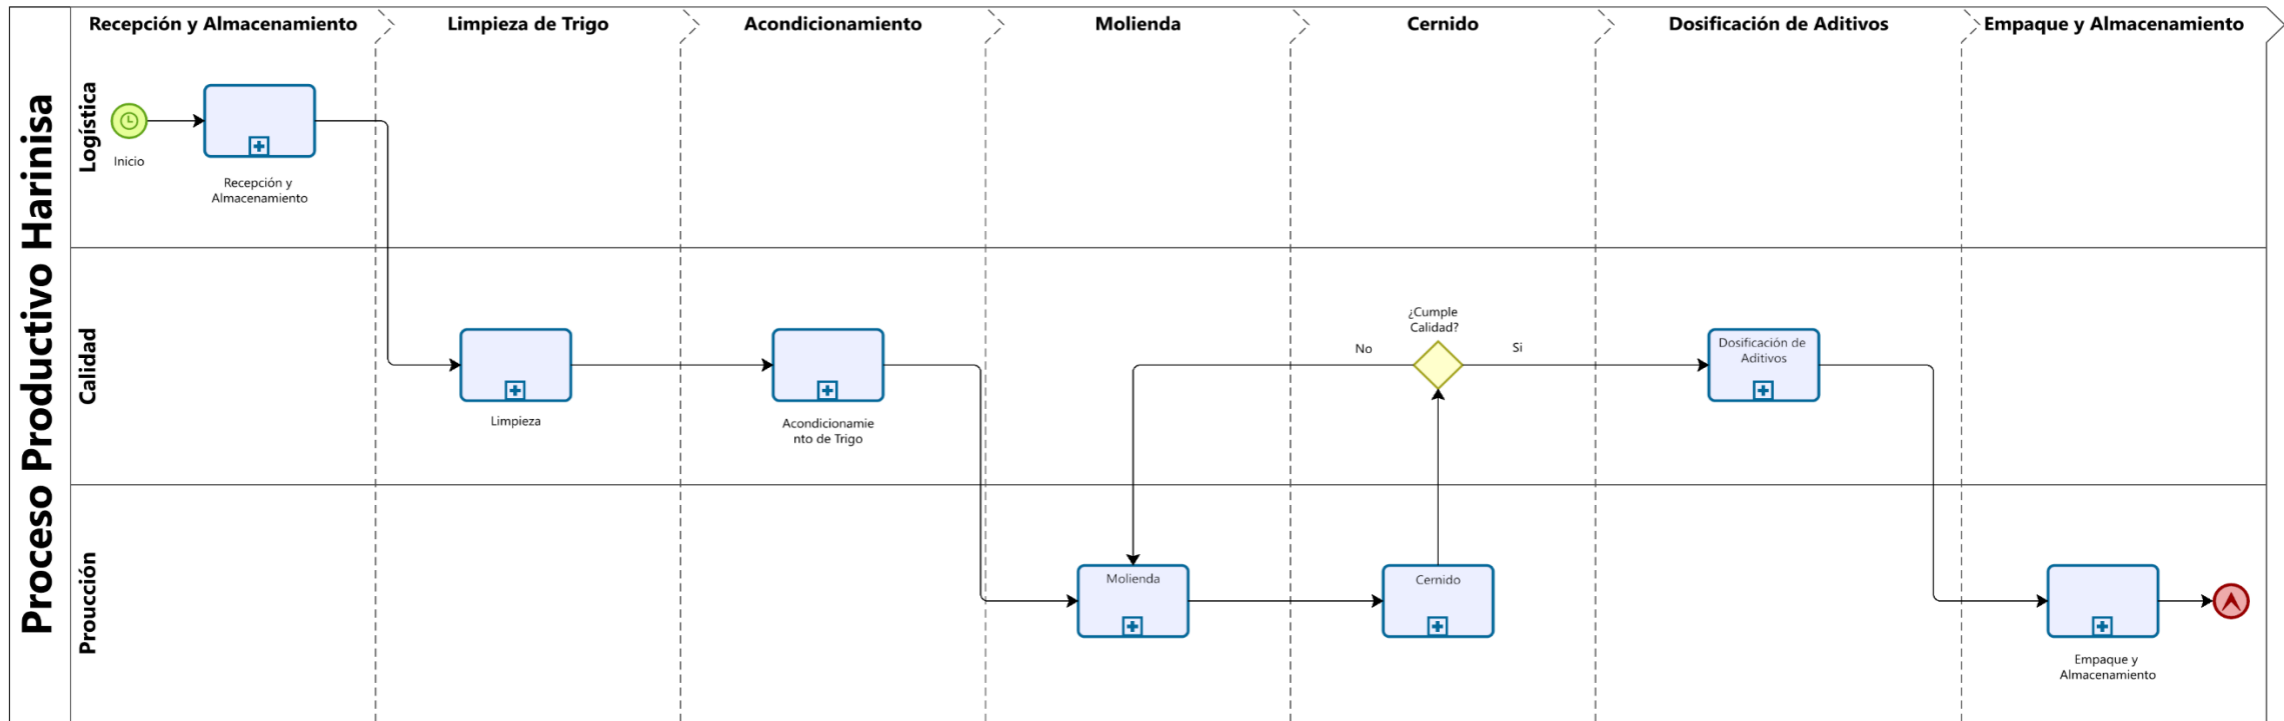 Proceso Productivo Harinisa
Recepción y Almacenamiento
Limpieza de Trigo
Acondicionamiento
Molienda
Cernido
Dosificación de Aditivos
Empaque y Almacenamiento
Logística
Inicio
Recepción y
Almacenamiento
Calidad
Limpieza
Acondicionamie
nto de Trigo
¿Cumple
Calidad?
No
Si
Dosificación de
Aditivos
Proucción
Molienda
Cernido
Empaque y
Almacenamiento